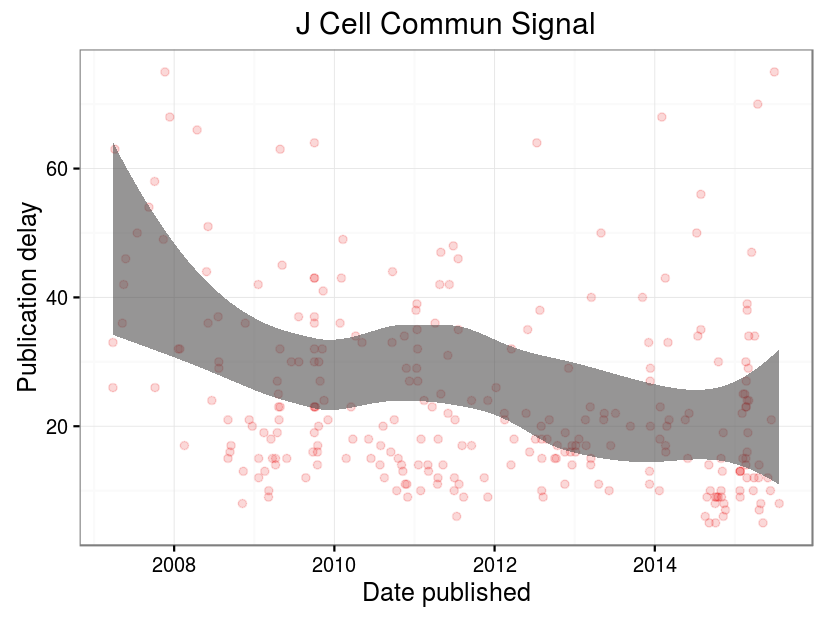 J Cell Commun Signal
Publication delay
60
40
20
2008 2010 2012 2014
Date published